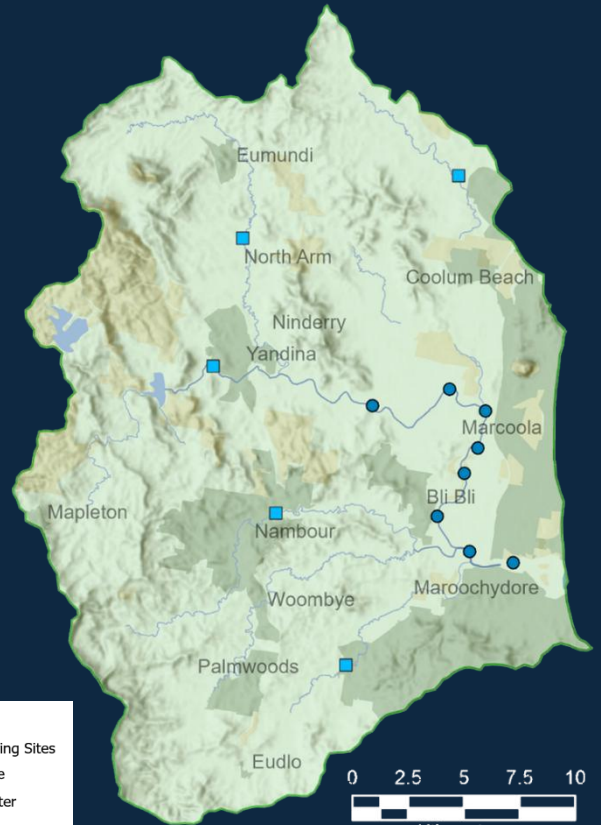 Eumundi
North Arm
Coolum Beach
Ninderry
Yandina
Marcoola
Bli Bli
Mapleton
Nambour
Maroochydore
Woombye
Palmwoods
Eudlo
ing Sites
0 2.5 5 7.5 10